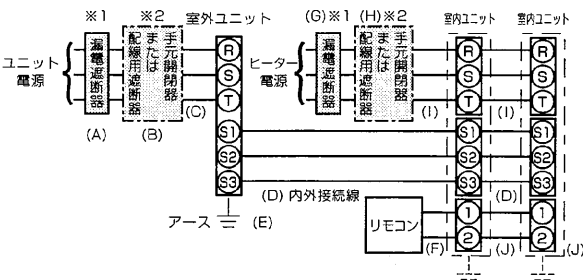 ※1
※2
室外ユニット
(G)※1
(H)※2
室内ユニット
室内ユニット
ユニット
電源
漏電遮断器
手元開閉器
または
配線用遮断器
R
S
T
ヒーター
電源
漏電遮断器
手元開閉器
または
配線用遮断器
R
S
T
R
S
T
(A)
(B)
(C)
(I)
(I)
S1
S2
S3
S1
S2
S3
S1
S2
S3
(D) 内外接続線
(D)
アース
(E)
リモコン
1
2
1
2
(F)
(J)
(J)